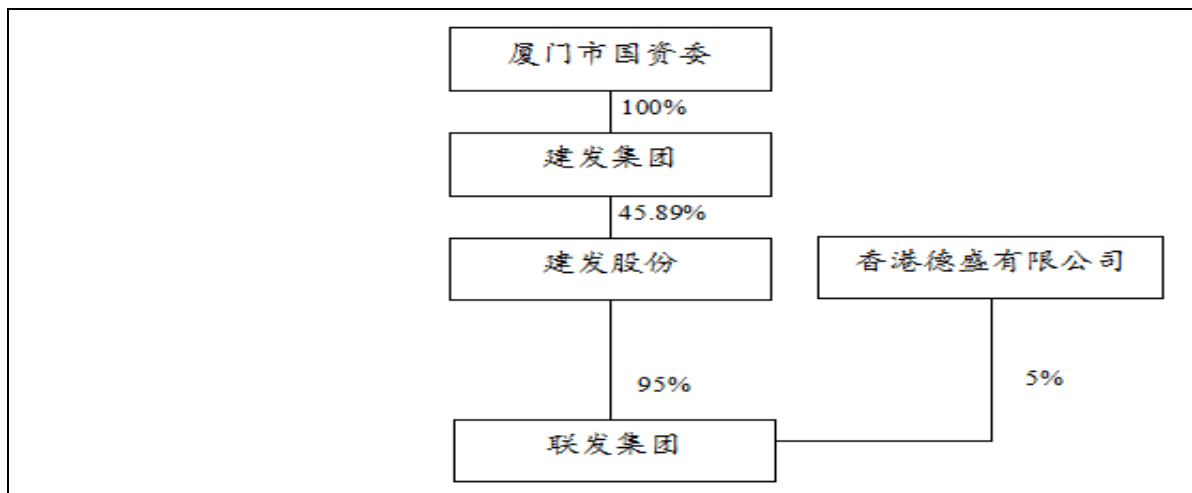 厦门市国资委
100%
建发集团
45.89%
建发股份
香港德盛有限公司
95%
5%
联发集团